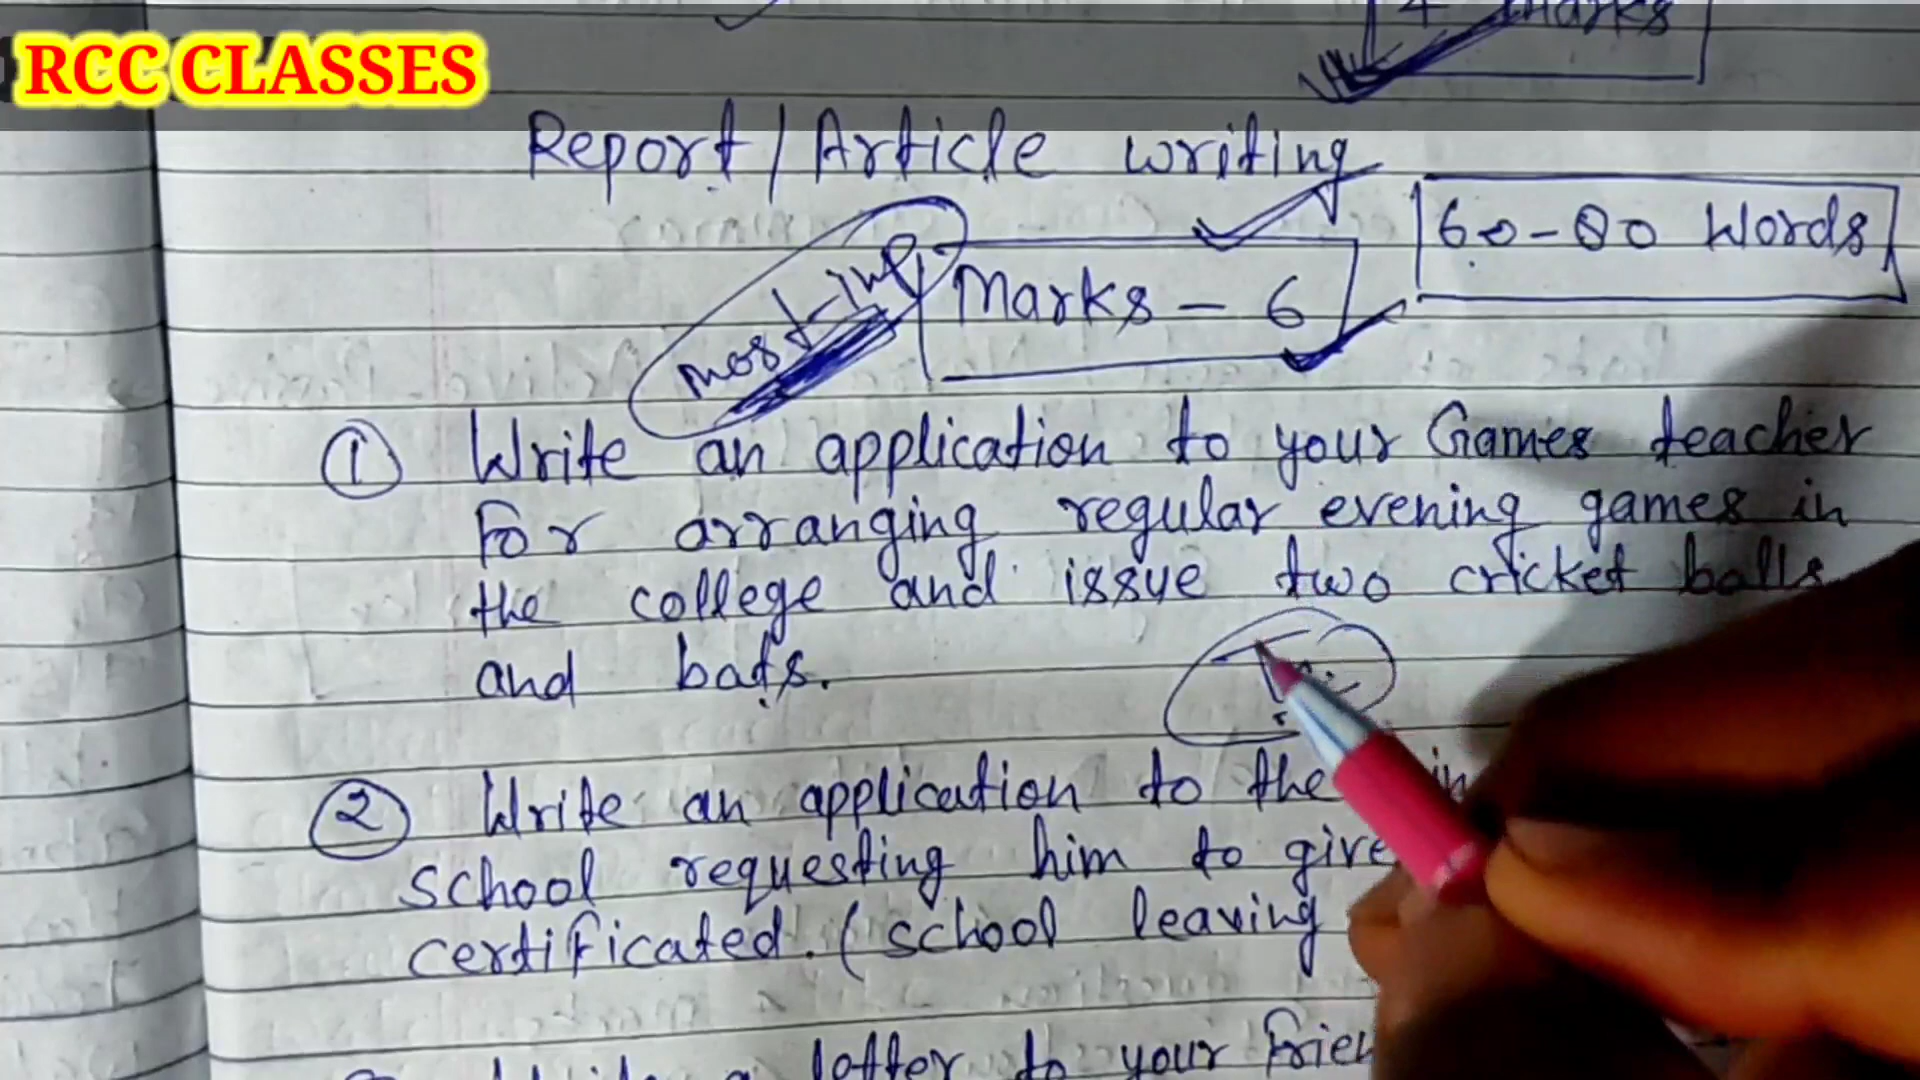 4 Marks
RCC CLASSES
Report/Article writing
60-80 Words
most-imp
Marks - 6
① Write an application to your Games teacher
For arranging regular evening games in
the college and issue two cricket balls
and bats.
② Write an application to the
school requesting him to give
certificated. (school leaving
a letter to your